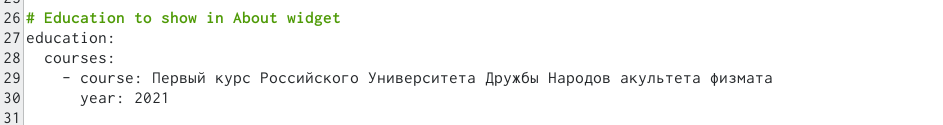 26 # Education to show in About widget
27 education:
28   courses:
29     - course: Первый курс Российского Университета Дружбы Народов акультета физмата
30       year: 2021
31